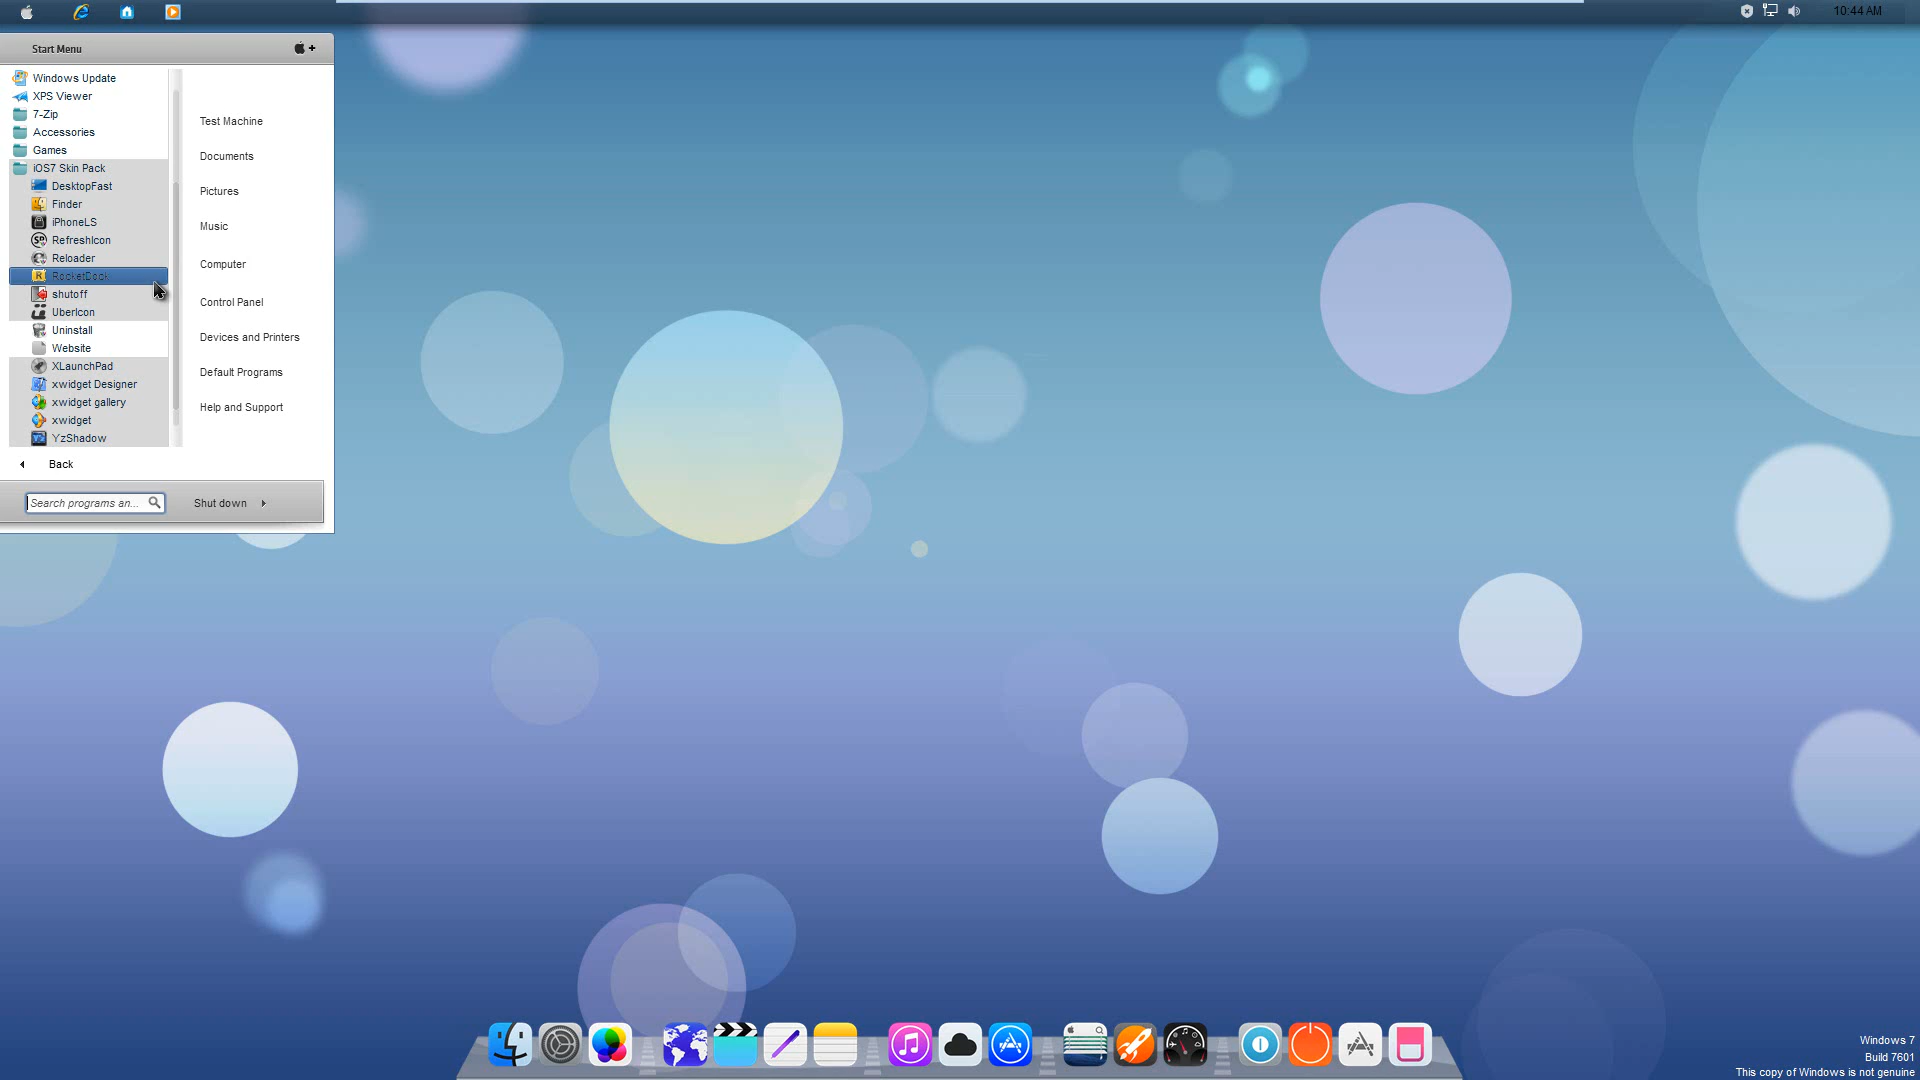 10:44 AM
Start Menu
Windows Update
XPS Viewer
7-Zip
Accessories
Games
iOS7 Skin Pack
DesktopFast
Finder
iPhoneLS
RefreshIcon
Reloader
RocketDock
shutoff
UberIcon
Uninstall
Website
XLaunchPad
xwidget Designer
xwidget gallery
xwidget
YzShadow
Back
Search programs an...
Test Machine
Documents
Pictures
Music
Computer
Control Panel
Devices and Printers
Default Programs
Help and Support
Shut down
Windows 7
Build 7601
This copy of Windows is not genuine